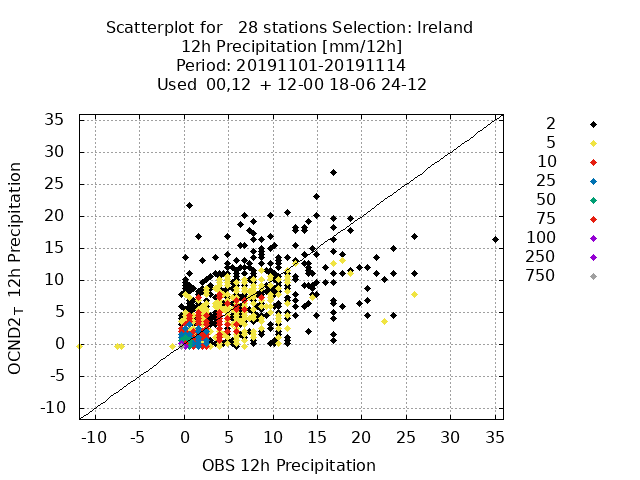 Scatterplot for   28 stations Selection: Ireland
12h Precipitation [mm/12h]
Period: 20191101-20191114
Used  00,12  + 12-00 18-06 24-12
35
30
25
20
15
10
5
0
-5
-10
OCND2T  12h Precipitation
-10 -5 0 5 10 15 20 25 30 35
OBS 12h Precipitation
2
5
10
25
50
75
100
250
750